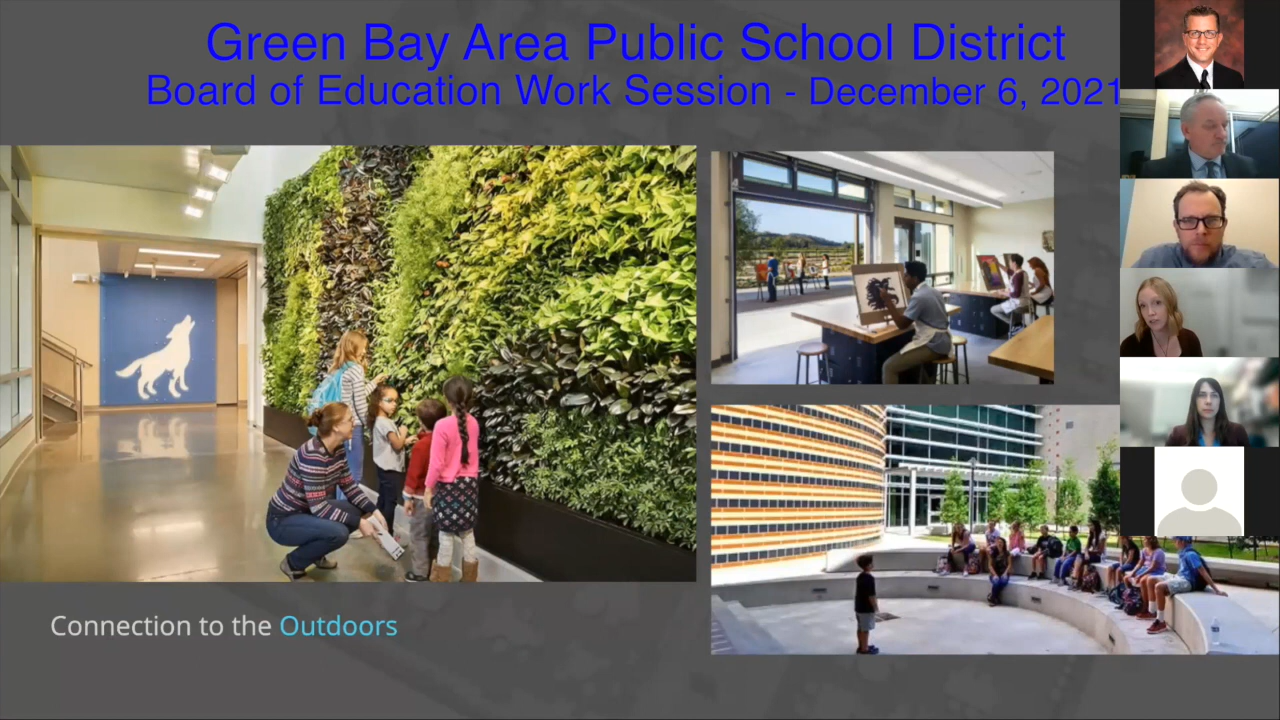 Green Bay Area Public School District
Board of Education Work Session - December 6, 2021
Connection to the Outdoors